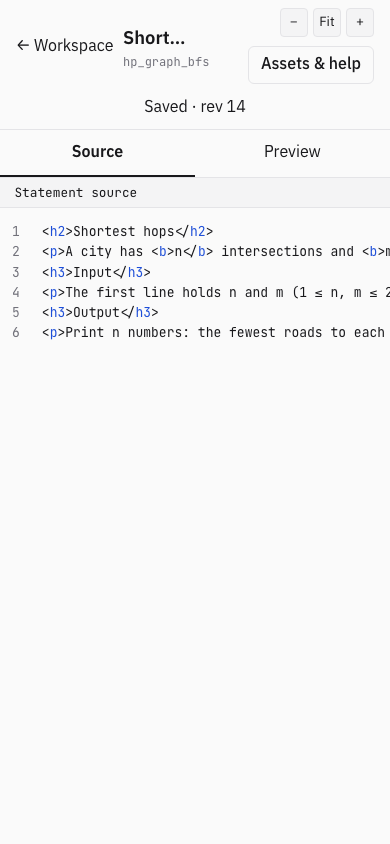 ← Workspace
Short...
hp_graph_bfs
− Fit +
Assets & help
Saved · rev 14
Source Preview
Statement source
1 <h2>Shortest hops</h2>
2 <p>A city has <b>n</b> intersections and <b>m
3 <h3>Input</h3>
4 <p>The first line holds n and m (1 ≤ n, m ≤ 2
5 <h3>Output</h3>
6 <p>Print n numbers: the fewest roads to each